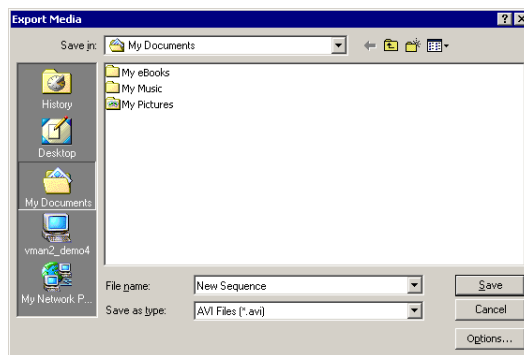 Export Media
Save in:
My Documents
History
Desktop
My Documents
vman2_demo4
My Network P...
My eBooks
My Music
My Pictures
File name:
New Sequence
Save
Save as type:
AVI Files (*.avi)
Cancel
Options...